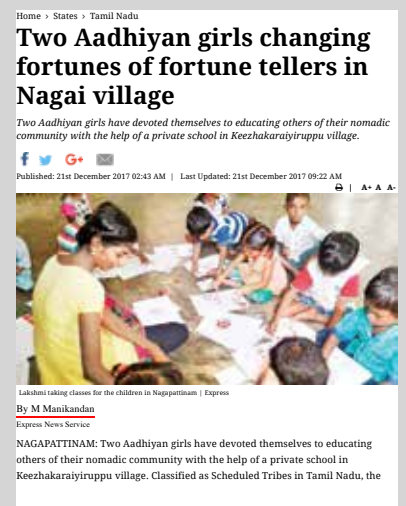 Home › States › Tamil Nadu
Two Aadhiyan girls changing
fortunes of fortune tellers in
Nagai village
Two Aadhiyan girls have devoted themselves to educating others of their nomadic
community with the help of a private school in Keezhakaraiyiruppu village.
f G+
Published: 21st December 2017 02:43 AM | Last Updated: 21st December 2017 09:22 AM
| A+ A A-
Lakshmi taking classes for the children in Nagapattinam | Express
By M Manikandan
Express News Service
NAGAPATTINAM: Two Aadhiyan girls have devoted themselves to educating
others of their nomadic community with the help of a private school in
Keezhakaraiyiruppu village. Classified as Scheduled Tribes in Tamil Nadu, the